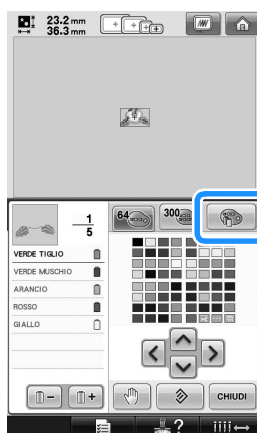 23.2 mm
36.3 mm
1
5
64
300
VERDE TIGLIO
VERDE MUSCHIO
ARANCIO
ROSSO
GIALLO
CHIUDI
?